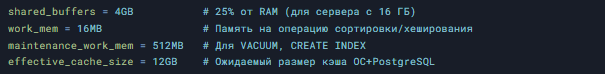 shared_buffers = 4GB # 25% от RAM (для сервера с 16 ГБ)
work_mem = 16MB # Память на операцию сортировки/хеширования
maintenance_work_mem = 512MB # Для VACUUM, CREATE INDEX
effective_cache_size = 12GB # Ожидаемый размер кэша ОС+PostgreSQL